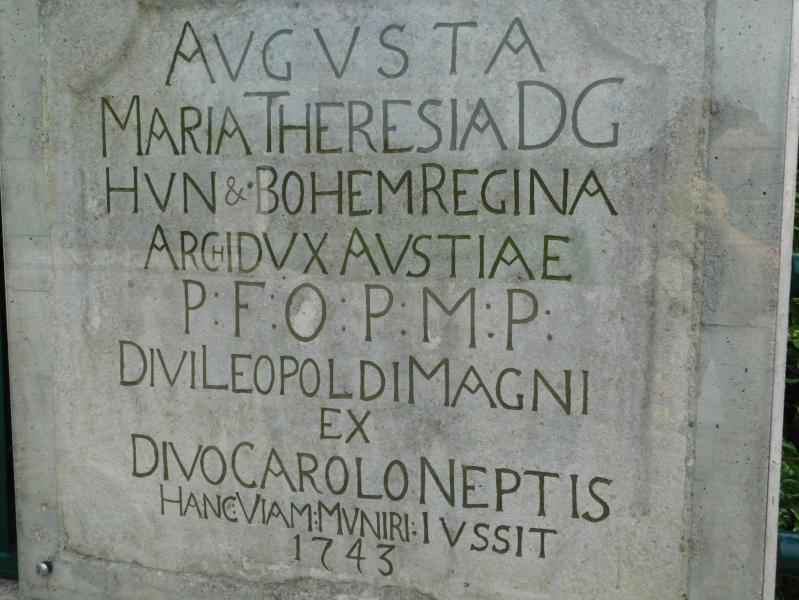 AVGVSTA
MARIA THERESIA DG
HVN & BOHEM REGINA
ARCHIDVX AVSTIAE
P:F:O:P:M:P:
DIVI LEOPOLDI MAGNI
EX
DIVO CAROLO NEPTIS
HANC VIAM:MVNIRI:IVSSIT
1743